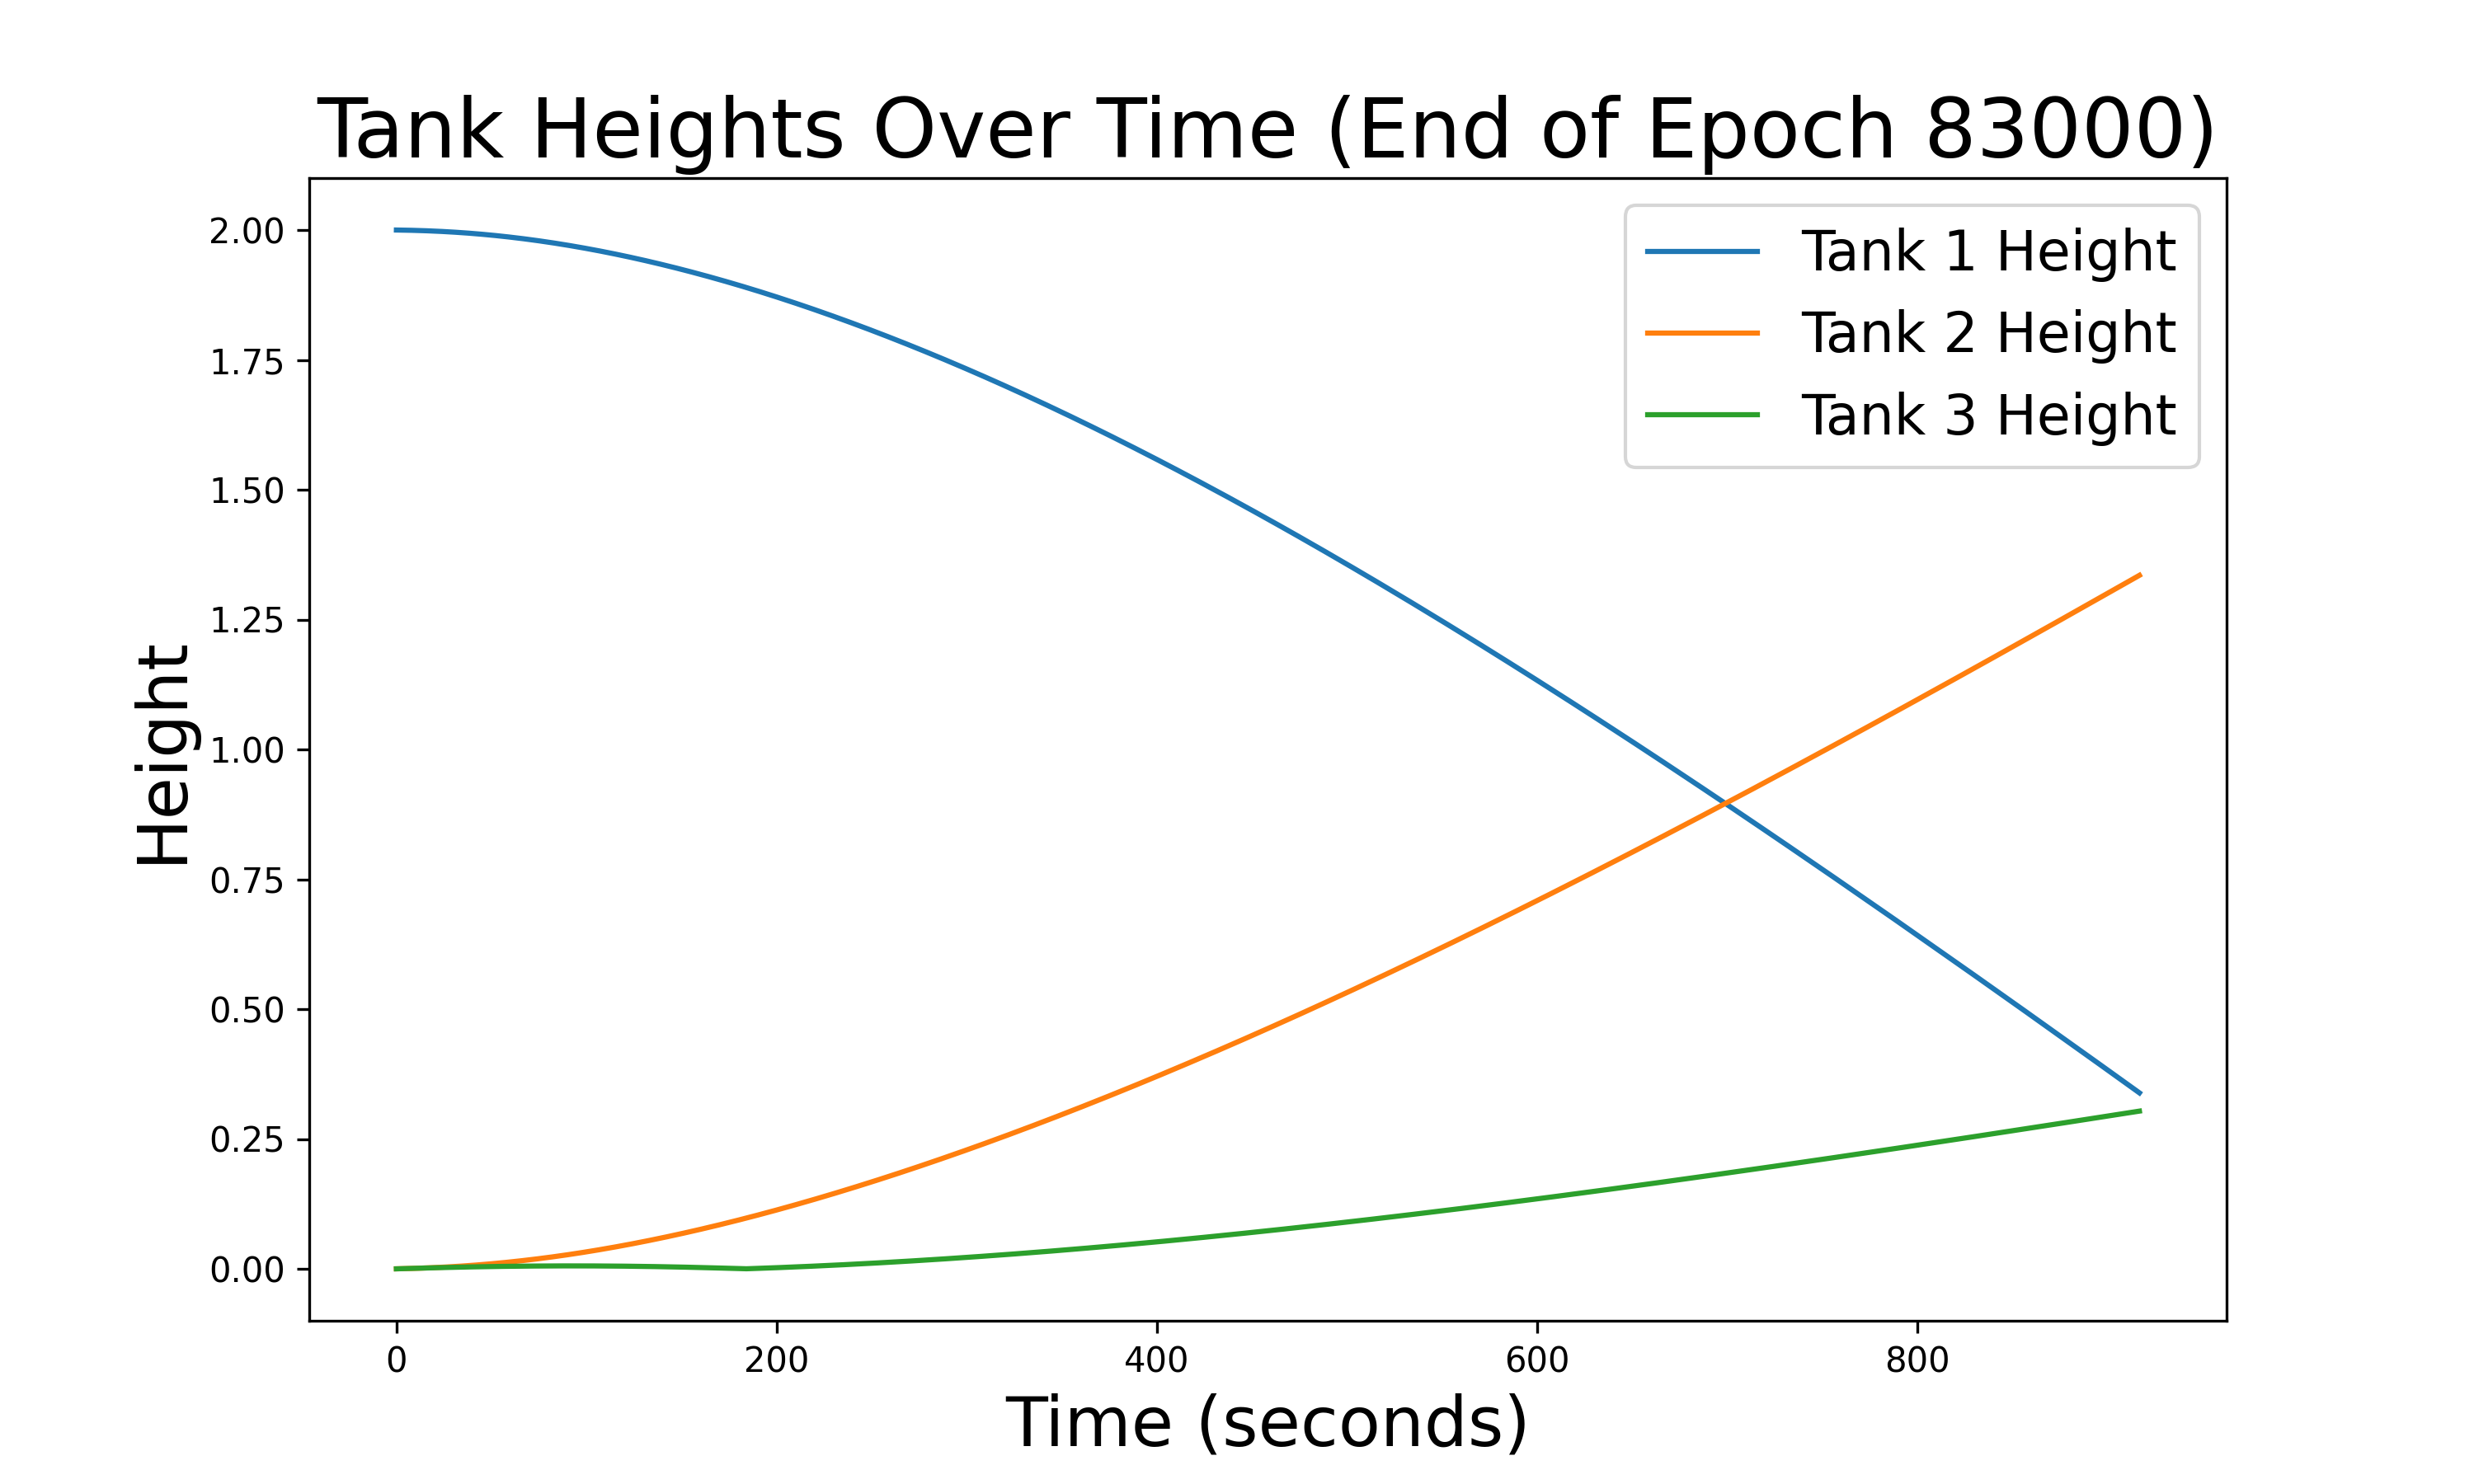 Tank Heights Over Time (End of Epoch 83000)
Tank 1 Height
Tank 2 Height
Tank 3 Height
Height
2.00
1.75
1.50
1.25
1.00
0.75
0.50
0.25
0.00
0 200 400 600 800
Time (seconds)